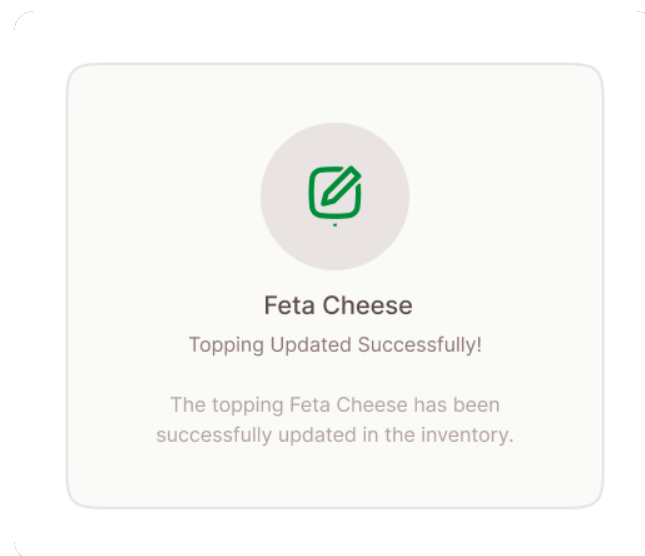 Feta Cheese
Topping Updated Successfully!
The topping Feta Cheese has been
successfully updated in the inventory.